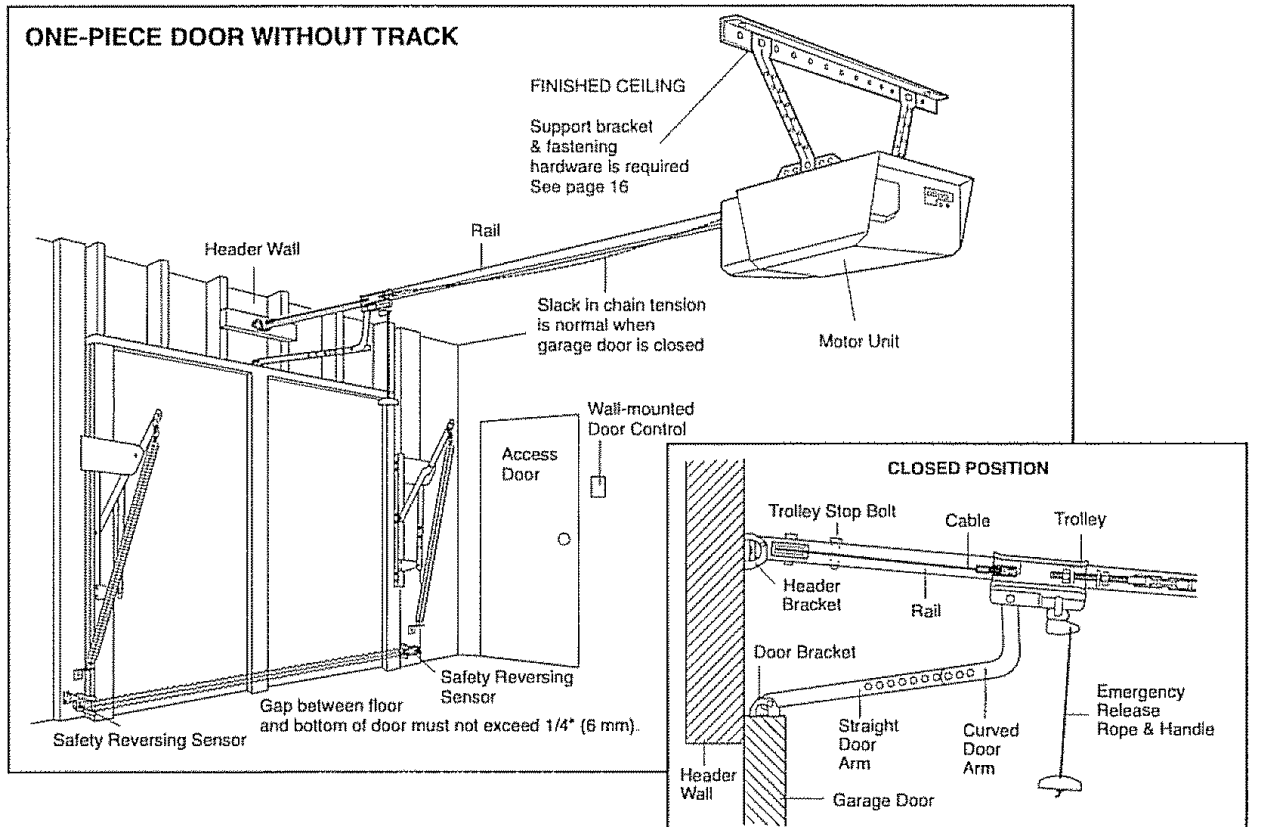 ONE-PIECE DOOR WITHOUT TRACK
FINISHED CEILING
Support bracket
& fastening
hardware is required
See page 16
Header Wall
Rail
Slack in chain tension
is normal when
garage door is closed
Motor Unit
Wall-mounted
Door Control
Access
Door
Safety Reversing
Sensor
Gap between floor
and bottom of door must not exceed 1/4" (6 mm).
Safety Reversing Sensor
CLOSED POSITION
Trolley Stop Bolt
Cable
Trolley
Header
Bracket
Rail
Door Bracket
Straight
Door
Arm
Curved
Door
Arm
Emergency
Release
Rope & Handle
Header
Wall
Garage Door